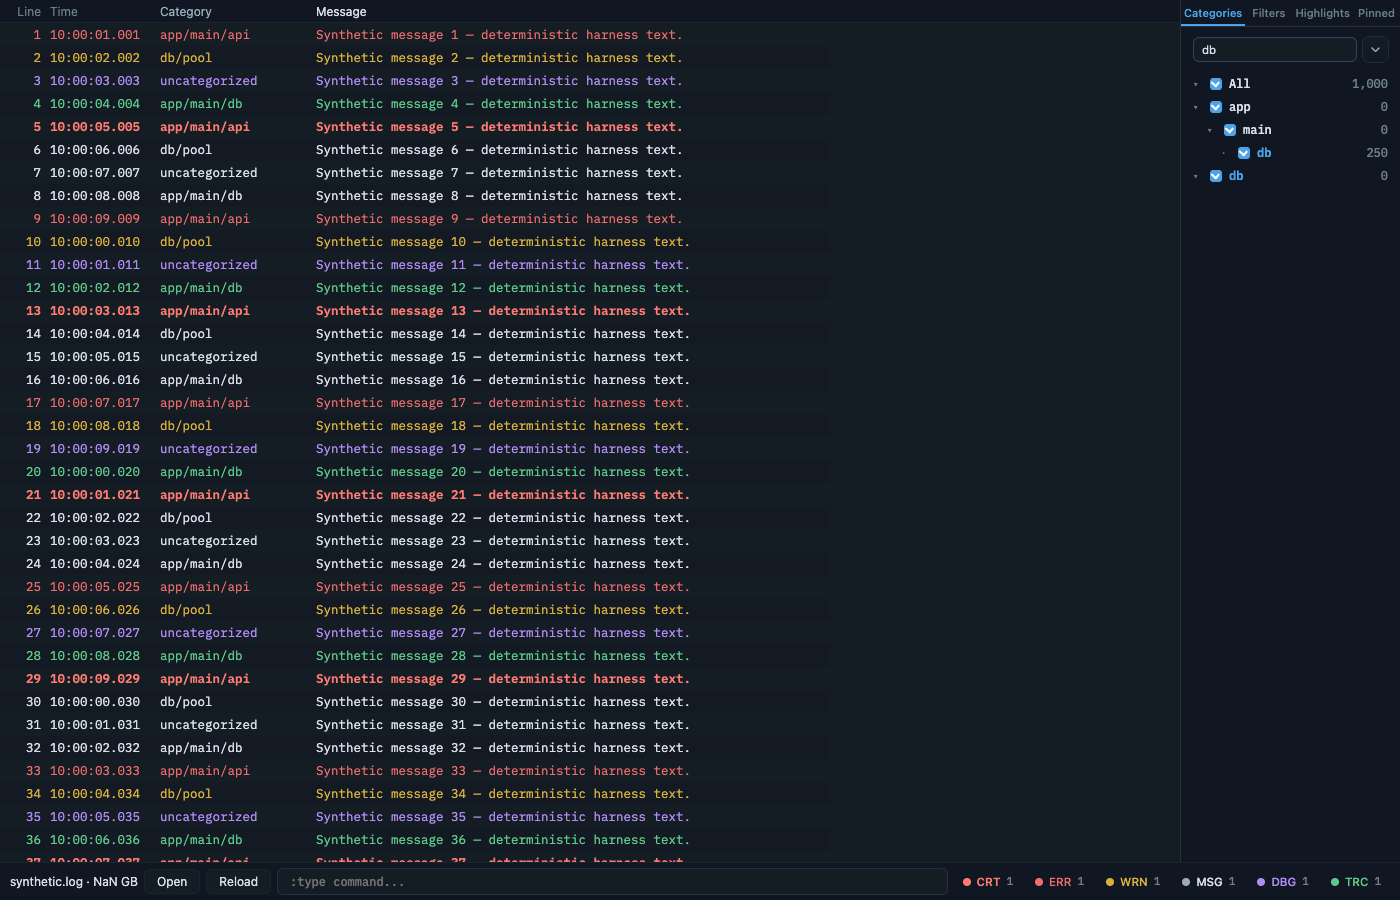 Line Time Category Message
1 10:00:01.001 app/main/api Synthetic message 1 — deterministic harness text.
2 10:00:02.002 db/pool Synthetic message 2 — deterministic harness text.
3 10:00:03.003 uncategorized Synthetic message 3 — deterministic harness text.
4 10:00:04.004 app/main/db Synthetic message 4 — deterministic harness text.
5 10:00:05.005 app/main/api Synthetic message 5 — deterministic harness text.
6 10:00:06.006 db/pool Synthetic message 6 — deterministic harness text.
7 10:00:07.007 uncategorized Synthetic message 7 — deterministic harness text.
8 10:00:08.008 app/main/db Synthetic message 8 — deterministic harness text.
9 10:00:09.009 app/main/api Synthetic message 9 — deterministic harness text.
10 10:00:00.010 db/pool Synthetic message 10 — deterministic harness text.
11 10:00:01.011 uncategorized Synthetic message 11 — deterministic harness text.
12 10:00:02.012 app/main/db Synthetic message 12 — deterministic harness text.
13 10:00:03.013 app/main/api Synthetic message 13 — deterministic harness text.
14 10:00:04.014 db/pool Synthetic message 14 — deterministic harness text.
15 10:00:05.015 uncategorized Synthetic message 15 — deterministic harness text.
16 10:00:06.016 app/main/db Synthetic message 16 — deterministic harness text.
17 10:00:07.017 app/main/api Synthetic message 17 — deterministic harness text.
18 10:00:08.018 db/pool Synthetic message 18 — deterministic harness text.
19 10:00:09.019 uncategorized Synthetic message 19 — deterministic harness text.
20 10:00:00.020 app/main/db Synthetic message 20 — deterministic harness text.
21 10:00:01.021 app/main/api Synthetic message 21 — deterministic harness text.
22 10:00:02.022 db/pool Synthetic message 22 — deterministic harness text.
23 10:00:03.023 uncategorized Synthetic message 23 — deterministic harness text.
24 10:00:04.024 app/main/db Synthetic message 24 — deterministic harness text.
25 10:00:05.025 app/main/api Synthetic message 25 — deterministic harness text.
26 10:00:06.026 db/pool Synthetic message 26 — deterministic harness text.
27 10:00:07.027 uncategorized Synthetic message 27 — deterministic harness text.
28 10:00:08.028 app/main/db Synthetic message 28 — deterministic harness text.
29 10:00:09.029 app/main/api Synthetic message 29 — deterministic harness text.
30 10:00:00.030 db/pool Synthetic message 30 — deterministic harness text.
31 10:00:01.031 uncategorized Synthetic message 31 — deterministic harness text.
32 10:00:02.032 app/main/db Synthetic message 32 — deterministic harness text.
33 10:00:03.033 app/main/api Synthetic message 33 — deterministic harness text.
34 10:00:04.034 db/pool Synthetic message 34 — deterministic harness text.
35 10:00:05.035 uncategorized Synthetic message 35 — deterministic harness text.
36 10:00:06.036 app/main/db Synthetic message 36 — deterministic harness text.
37 10:00:07.037 app/main/api Synthetic message 37 — deterministic harness text.
Categories Filters Highlights Pinned
db
All 1,000
app 0
main 0
db 250
db 0
synthetic.log · NaN GB Open Reload :type command... CRT 1 ERR 1 WRN 1 MSG 1 DBG 1 TRC 1